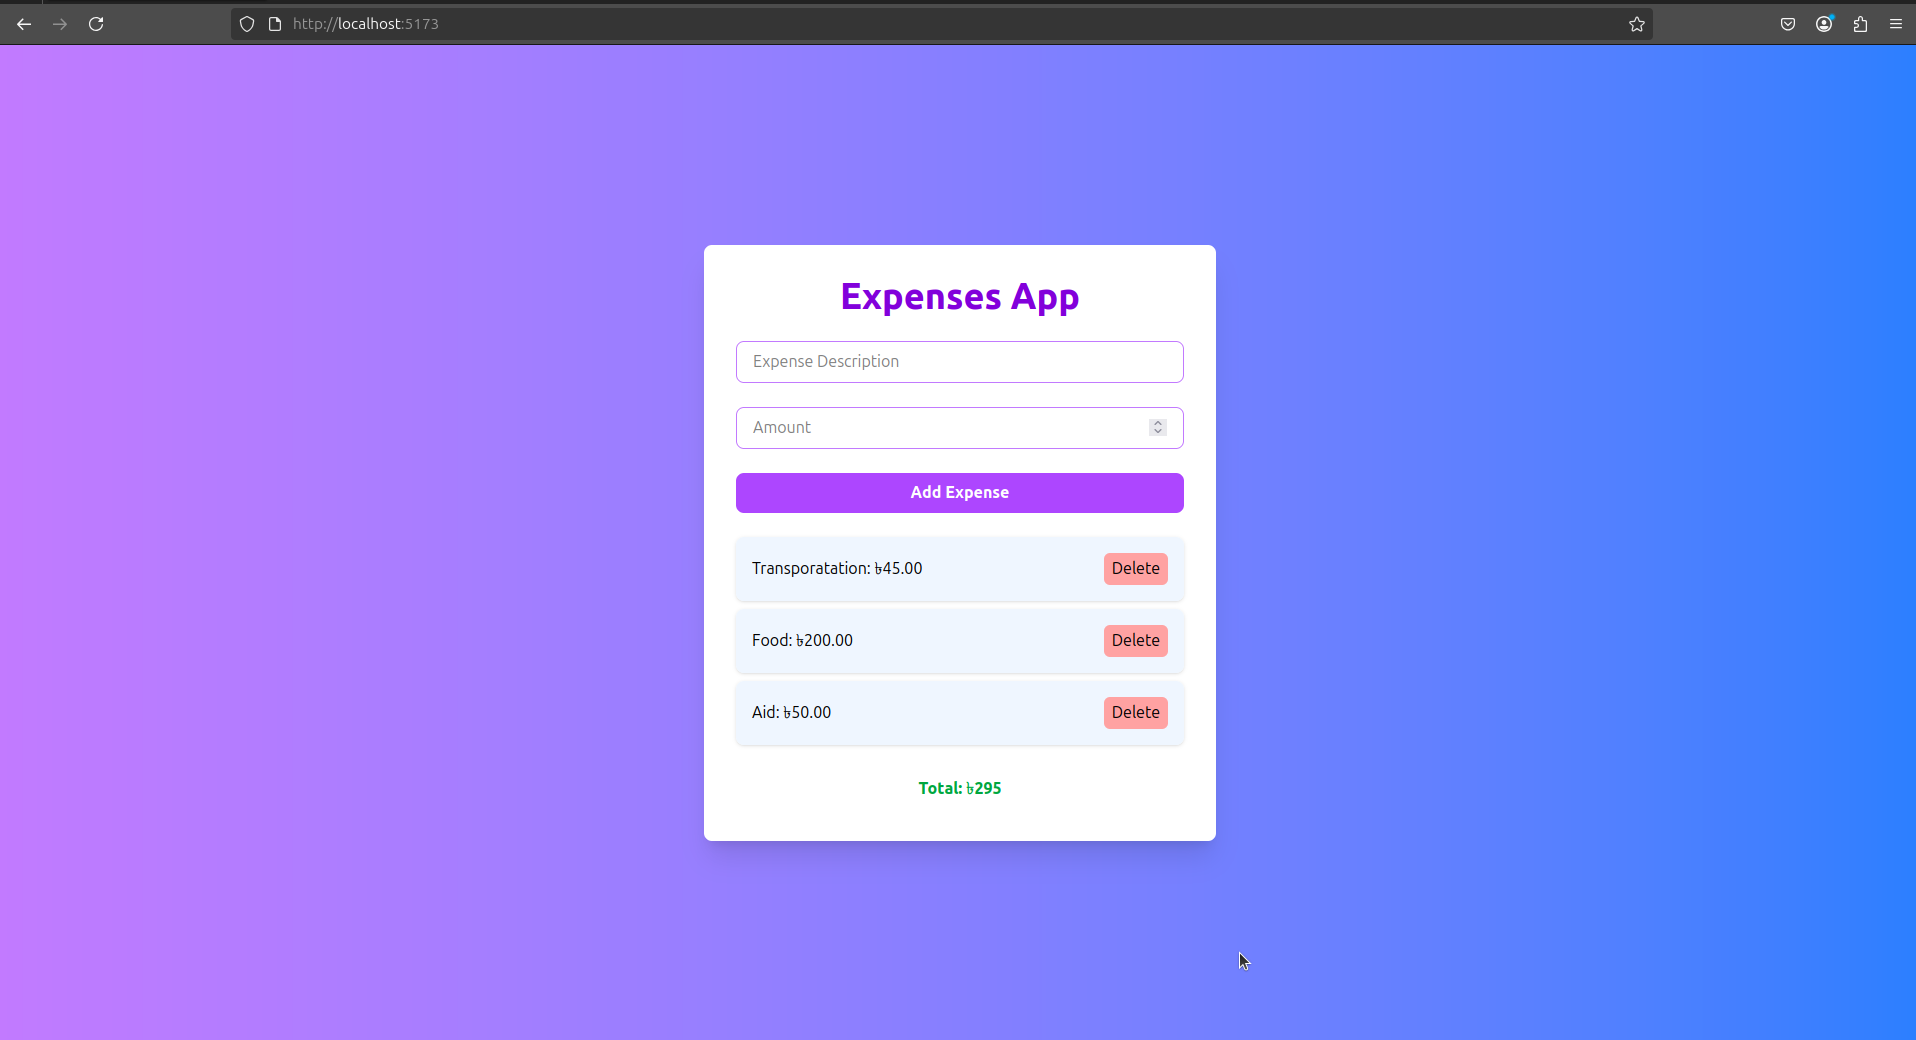 http://localhost:5173
Expenses App
Expense Description
Amount
Add Expense
Transporatation: ৳45.00 Delete
Food: ৳200.00 Delete
Aid: ৳50.00 Delete
Total: ৳295